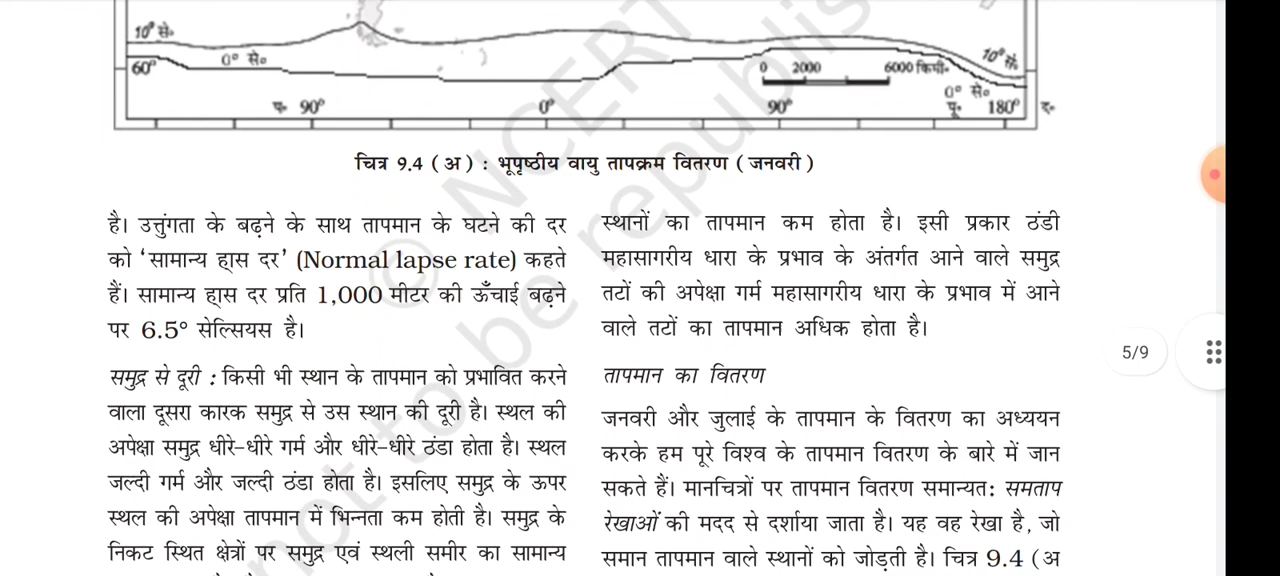 10° से॰
0° से॰
60°
0 2000 6000 किमी॰
10° से॰
0° से॰
प॰ 90° 0° 90° पू॰ 180° द॰
चित्र 9.4 ( अ ) : भूपृष्ठीय वायु तापक्रम वितरण ( जनवरी )
है। उत्तुंगता के बढ़ने के साथ तापमान के घटने की दर
को ‘सामान्य ह्रास दर’ (Normal lapse rate) कहते
हैं। सामान्य ह्रास दर प्रति 1,000 मीटर की ऊँचाई बढ़ने
पर 6.5° सेल्सियस है।
समुद्र से दूरी : किसी भी स्थान के तापमान को प्रभावित करने
वाला दूसरा कारक समुद्र से उस स्थान की दूरी है। स्थल की
अपेक्षा समुद्र धीरे-धीरे गर्म और धीरे-धीरे ठंडा होता है। स्थल
जल्दी गर्म और जल्दी ठंडा होता है। इसलिए समुद्र के ऊपर
स्थल की अपेक्षा तापमान में भिन्नता कम होती है। समुद्र के
निकट स्थित क्षेत्रों पर समुद्र एवं स्थली समीर का सामान्य
स्थानों का तापमान कम होता है। इसी प्रकार ठंडी
महासागरीय धारा के प्रभाव के अंतर्गत आने वाले समुद्र
तटों की अपेक्षा गर्म महासागरीय धारा के प्रभाव में आने
वाले तटों का तापमान अधिक होता है।
तापमान का वितरण
जनवरी और जुलाई के तापमान के वितरण का अध्ययन
करके हम पूरे विश्व के तापमान वितरण के बारे में जान
सकते हैं। मानचित्रों पर तापमान वितरण समान्यत: समताप
रेखाओं की मदद से दर्शाया जाता है। यह वह रेखा है, जो
समान तापमान वाले स्थानों को जोड़ती है। चित्र 9.4 (अ
5/9
© NCERT
not to be republis